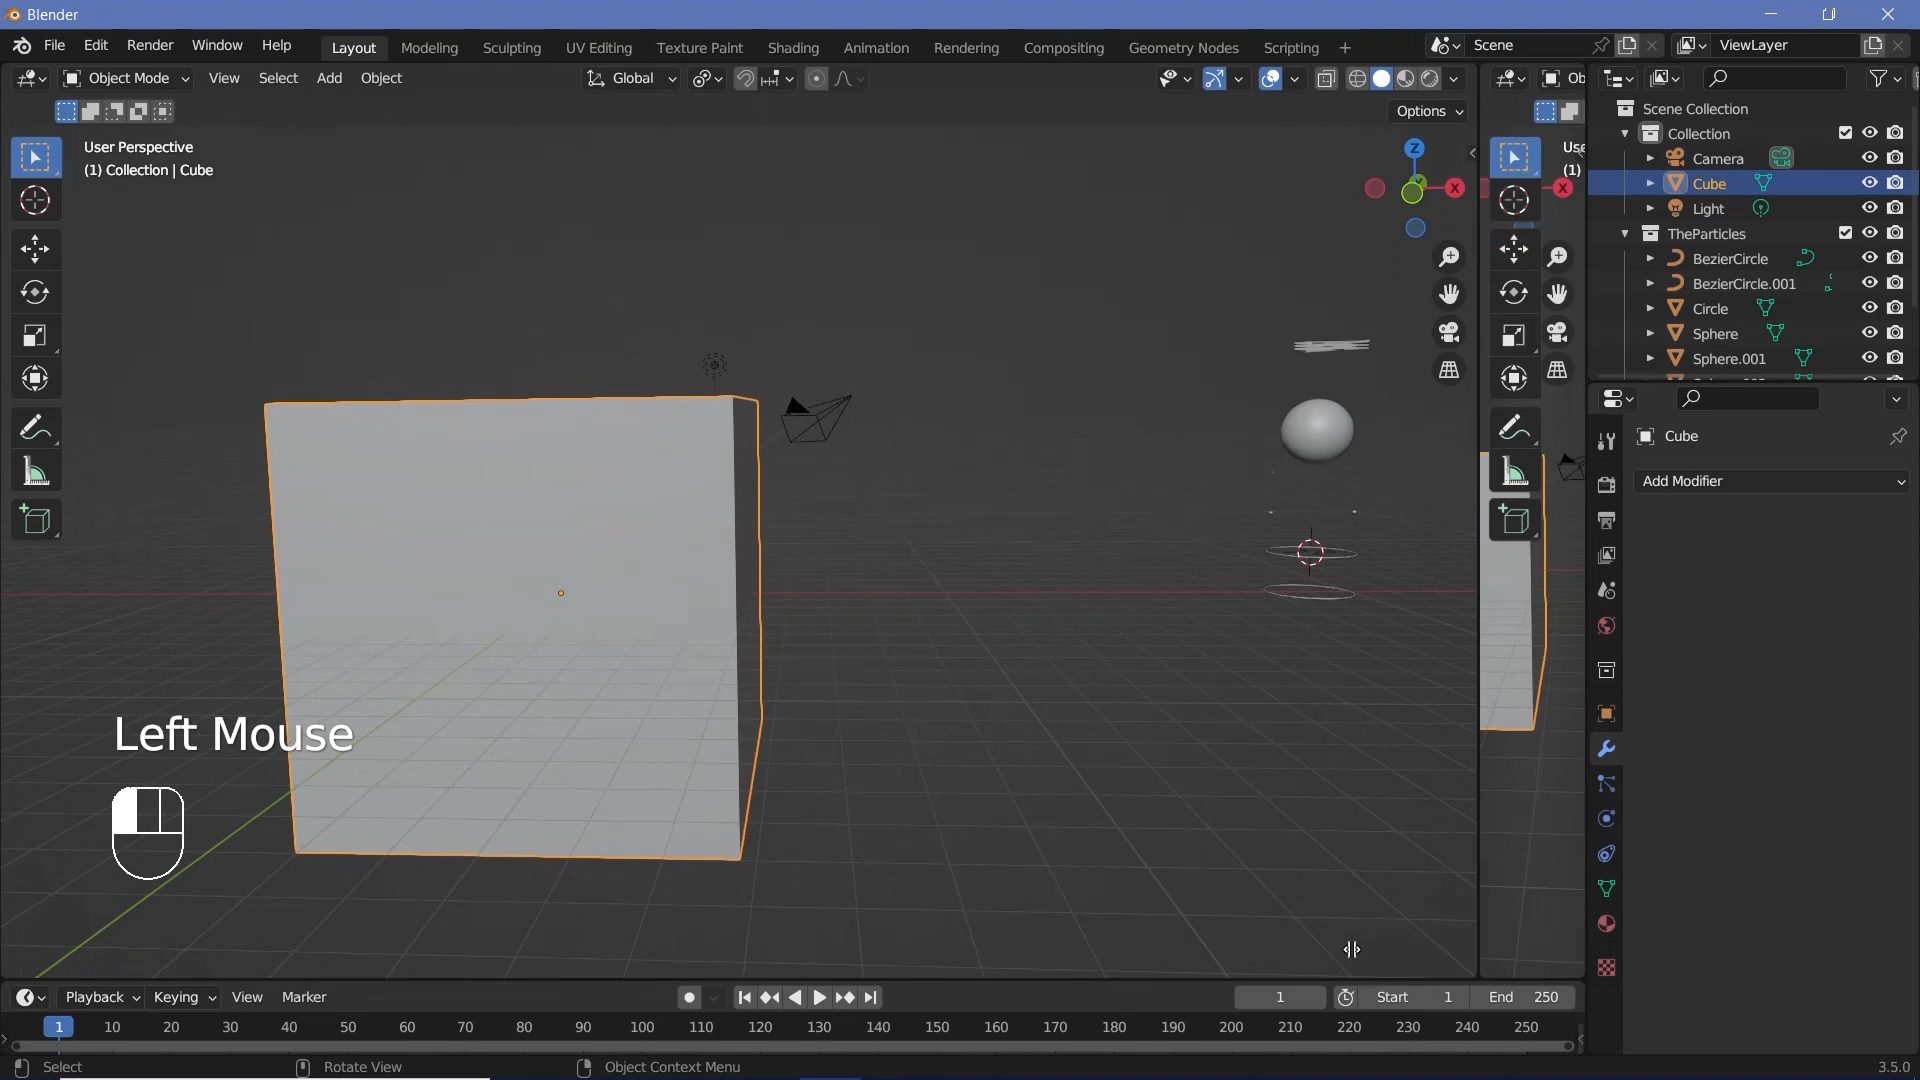 Blender
File Edit Render Window Help Layout Modeling Sculpting UV Editing Texture Paint Shading Animation Rendering Compositing Geometry Nodes Scripting + Scene ViewLayer
Object Mode View Select Add Object Global Ob
Options
User Perspective
(1) Collection | Cube
Z
X
Use
(1)
X
Scene Collection
Collection
Camera
Cube
Light
TheParticles
BezierCircle
BezierCircle.001
Circle
Sphere
Sphere.001
Cube
Add Modifier
Left Mouse
Playback Keying View Marker 1 Start 1 End 250
1 10 20 30 40 50 60 70 80 90 100 110 120 130 140 150 160 170 180 190 200 210 220 230 240 250
Select Rotate View Object Context Menu 3.5.0